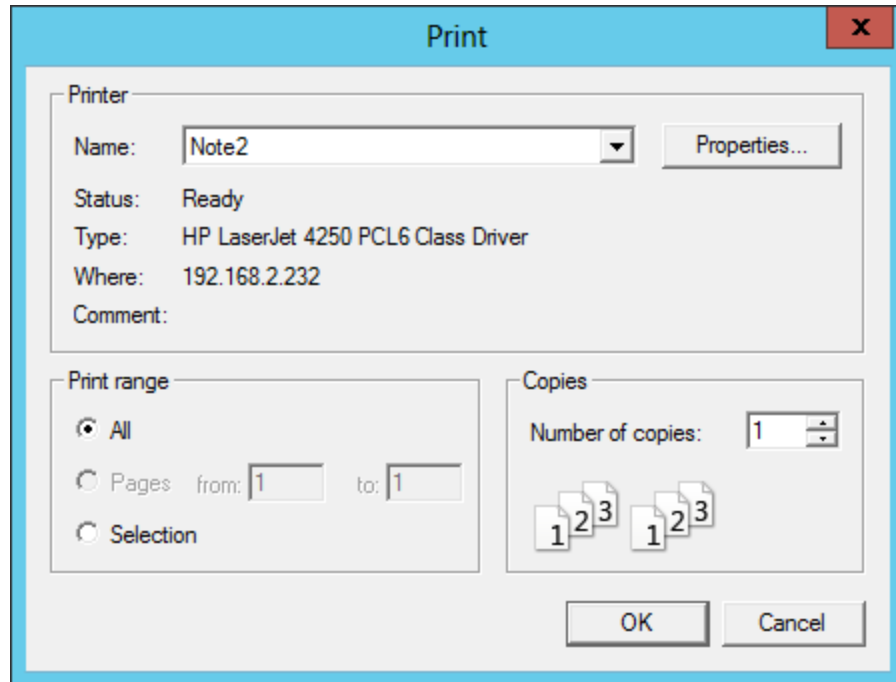 Print
x
Printer
Name: Note2 Properties...
Status: Ready
Type: HP LaserJet 4250 PCL6 Class Driver
Where: 192.168.2.232
Comment:
Print range
All
Pages from: 1 to: 1
Selection
Copies
Number of copies: 1
1 2 3 1 2 3
OK Cancel